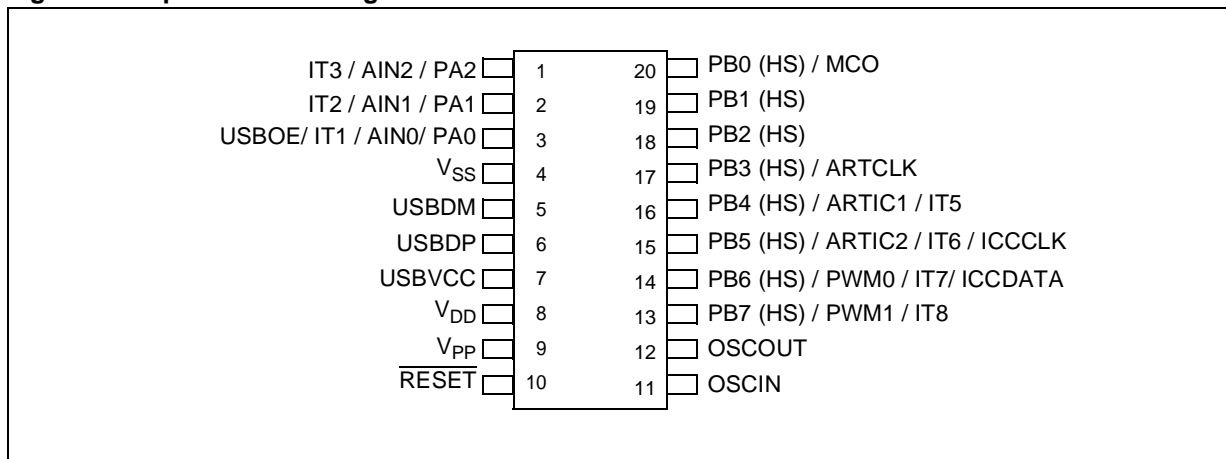 IT3 / AIN2 / PA2 1 20 PB0 (HS) / MCO
IT2 / AIN1 / PA1 2 19 PB1 (HS)
USBOE/ IT1 / AIN0/ PA0 3 18 PB2 (HS)
VSS 4 17 PB3 (HS) / ARTCLK
USBDM 5 16 PB4 (HS) / ARTIC1 / IT5
USBDP 6 15 PB5 (HS) / ARTIC2 / IT6 / ICCCLK
USBVCC 7 14 PB6 (HS) / PWM0 / IT7/ ICCDATA
VDD 8 13 PB7 (HS) / PWM1 / IT8
VPP 9 12 OSCOUT
RESET 10 11 OSCIN